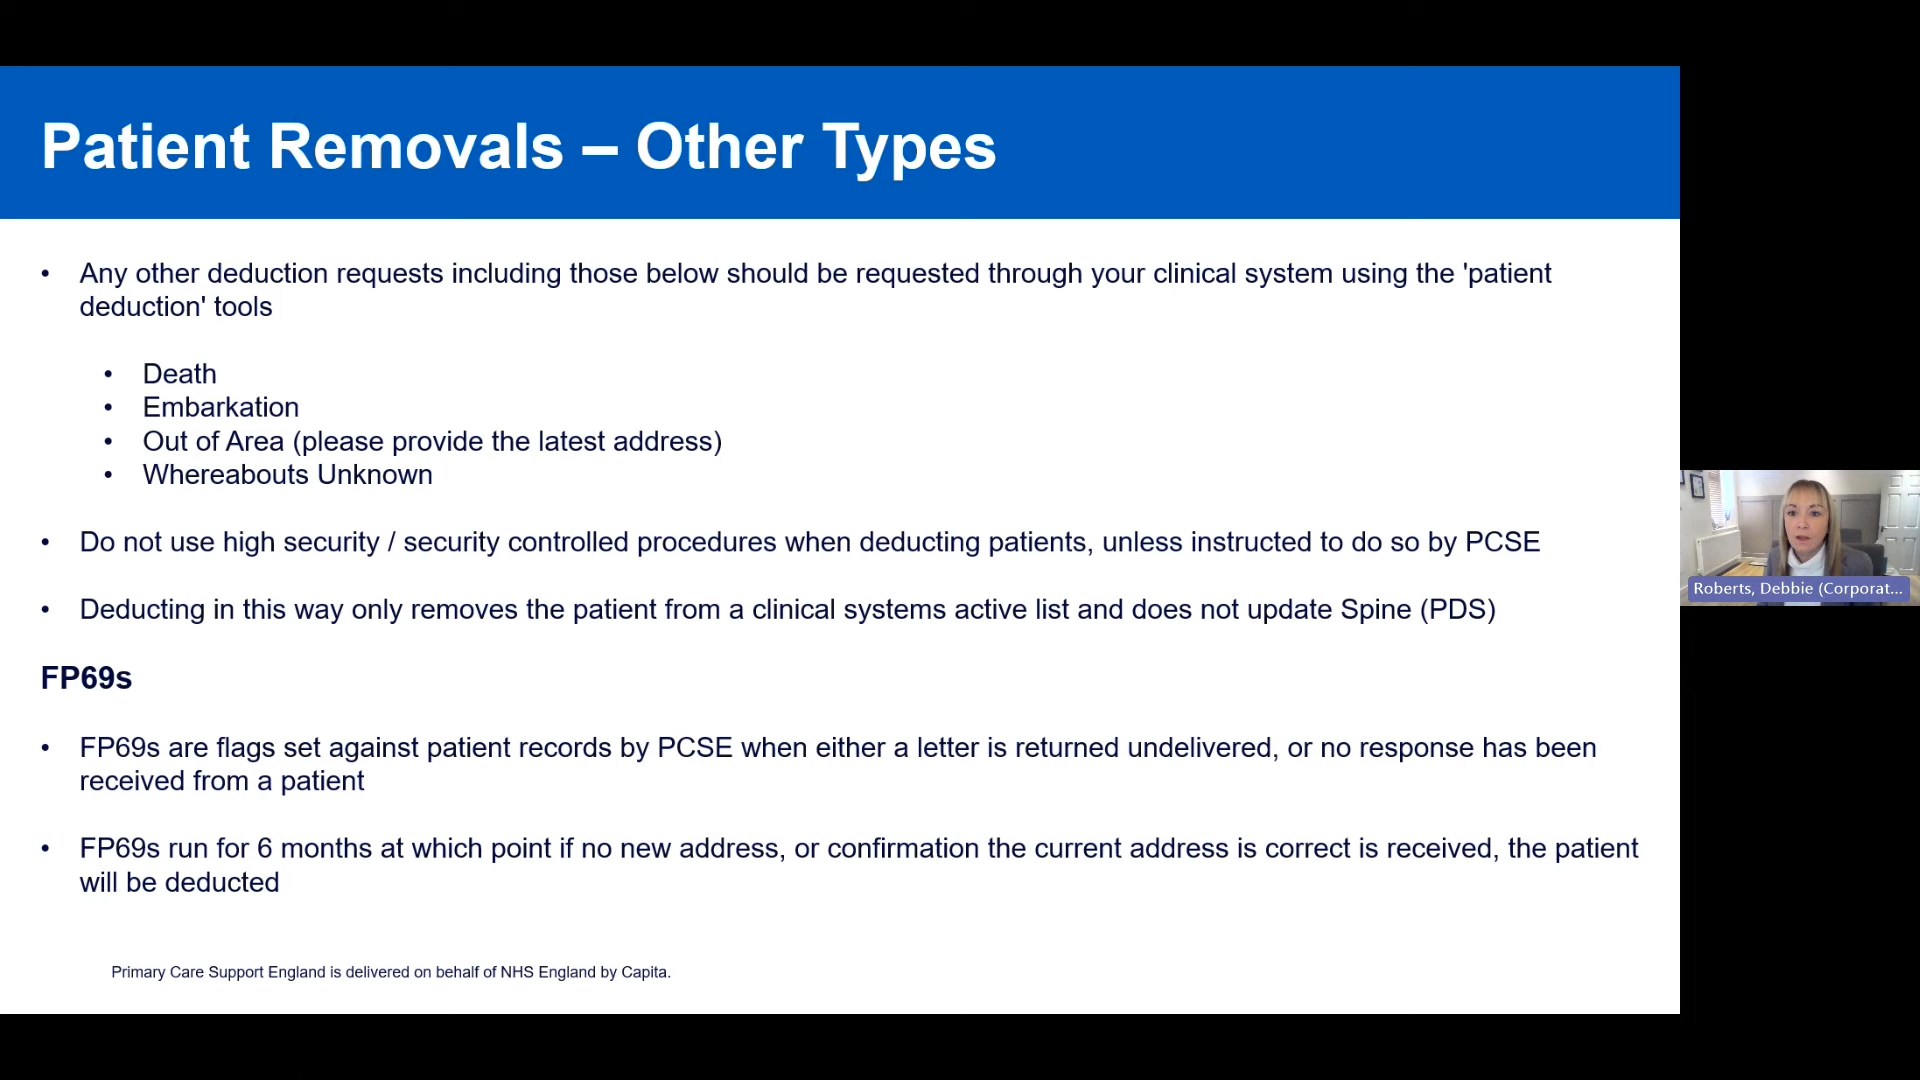 Patient Removals – Other Types
• Any other deduction requests including those below should be requested through your clinical system using the 'patient
deduction' tools
• Death
• Embarkation
• Out of Area (please provide the latest address)
• Whereabouts Unknown
• Do not use high security / security controlled procedures when deducting patients, unless instructed to do so by PCSE
• Deducting in this way only removes the patient from a clinical systems active list and does not update Spine (PDS)
Roberts, Debbie (Corporat...
FP69s
• FP69s are flags set against patient records by PCSE when either a letter is returned undelivered, or no response has been
received from a patient
• FP69s run for 6 months at which point if no new address, or confirmation the current address is correct is received, the patient
will be deducted
Primary Care Support England is delivered on behalf of NHS England by Capita.